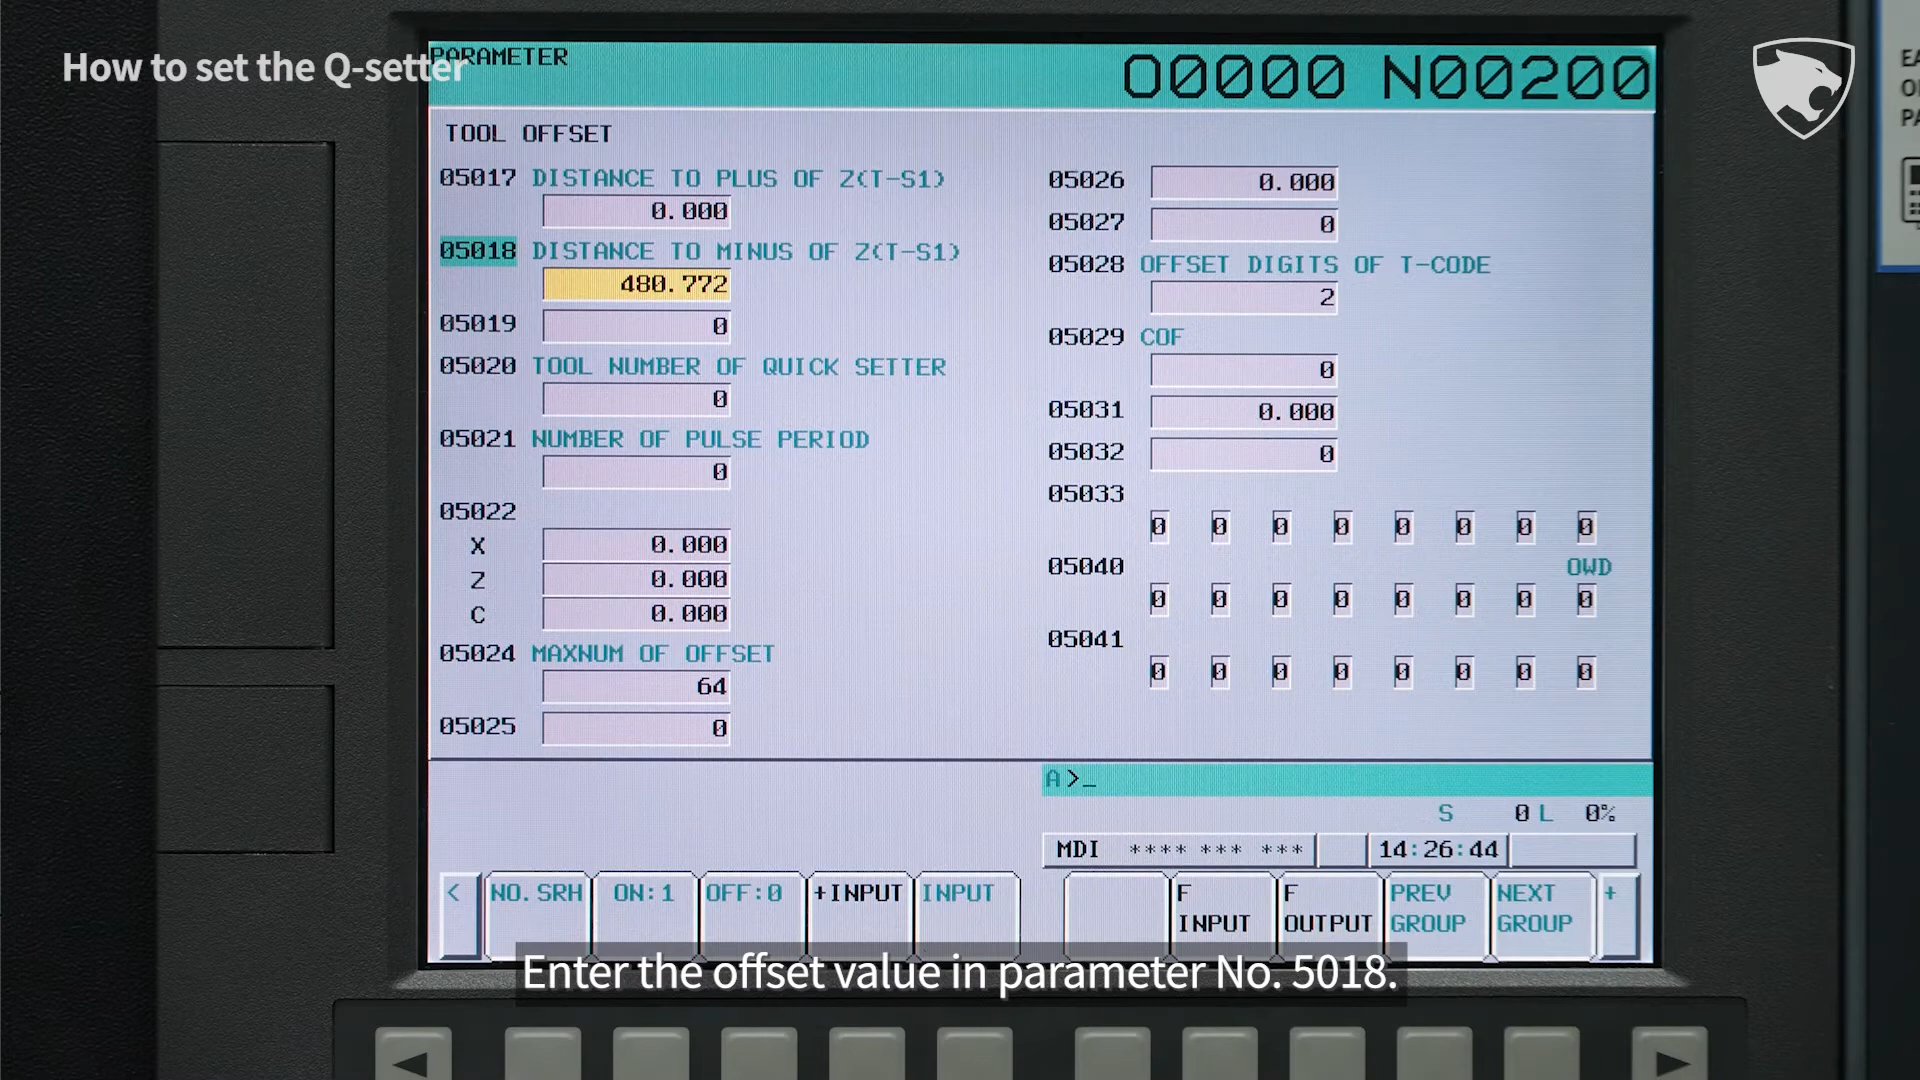 How to set the Q-setter
PARAMETER
O0000 N00200
TOOL OFFSET
05017 DISTANCE TO PLUS OF Z(T-S1)
0.000
05018 DISTANCE TO MINUS OF Z(T-S1)
480.772
05019 0
05020 TOOL NUMBER OF QUICK SETTER
0
05021 NUMBER OF PULSE PERIOD
0
05022
X 0.000
Z 0.000
C 0.000
05024 MAXNUM OF OFFSET
64
05025 0
05026 0.000
05027 0
05028 OFFSET DIGITS OF T-CODE
2
05029 COF
0
05031 0.000
05032 0
05033
0 0 0 0 0 0 0 0
05040 OWD
0 0 0 0 0 0 0 0
05041
0 0 0 0 0 0 0 0
A >_
S 0 L 0%
MDI **** *** *** 14:26:44
< NO. SRH ON:1 OFF:0 +INPUT INPUT
F INPUT
F OUTPUT
PREV GROUP
NEXT GROUP
+
Enter the offset value in parameter No. 5018.